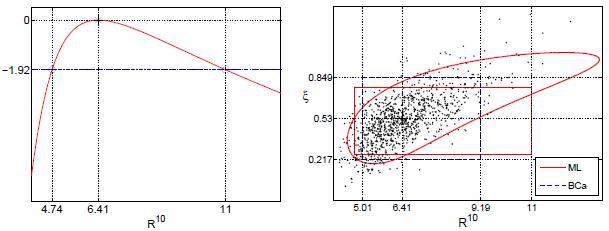 0
−1.92
4.74
6.41
11
R10
ξ
0.849
0.53
0.217
5.01
6.41
9.19
11
R10
ML
BCa